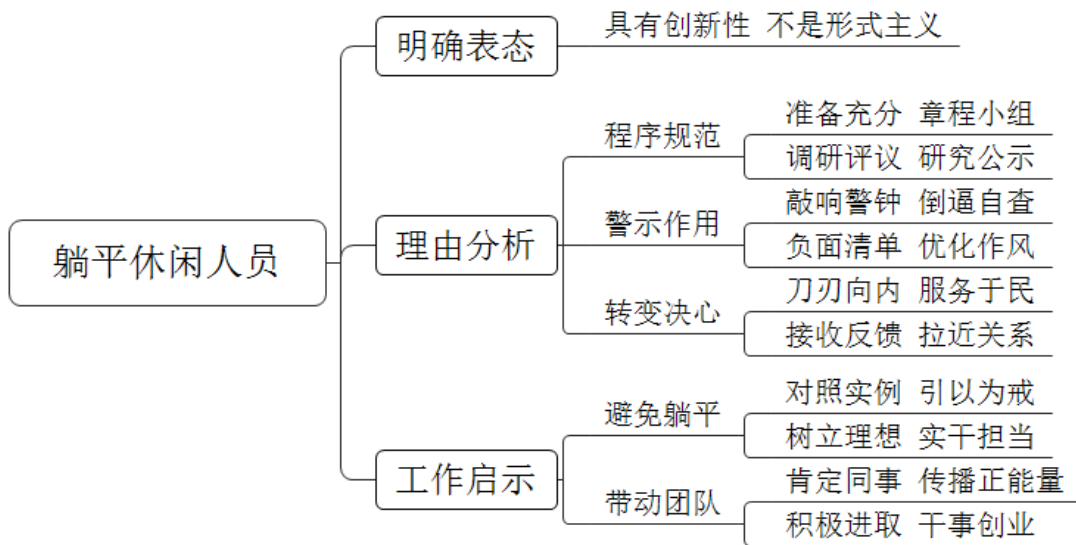 躺平休闲人员
明确表态
具有创新性 不是形式主义
理由分析
程序规范
准备充分 章程小组
调研评议 研究公示
警示作用
敲响警钟 倒逼自查
负面清单 优化作风
转变决心
刀刃向内 服务于民
接收反馈 拉近关系
工作启示
避免躺平
对照实例 引以为戒
树立理想 实干担当
带动团队
肯定同事 传播正能量
积极进取 干事创业